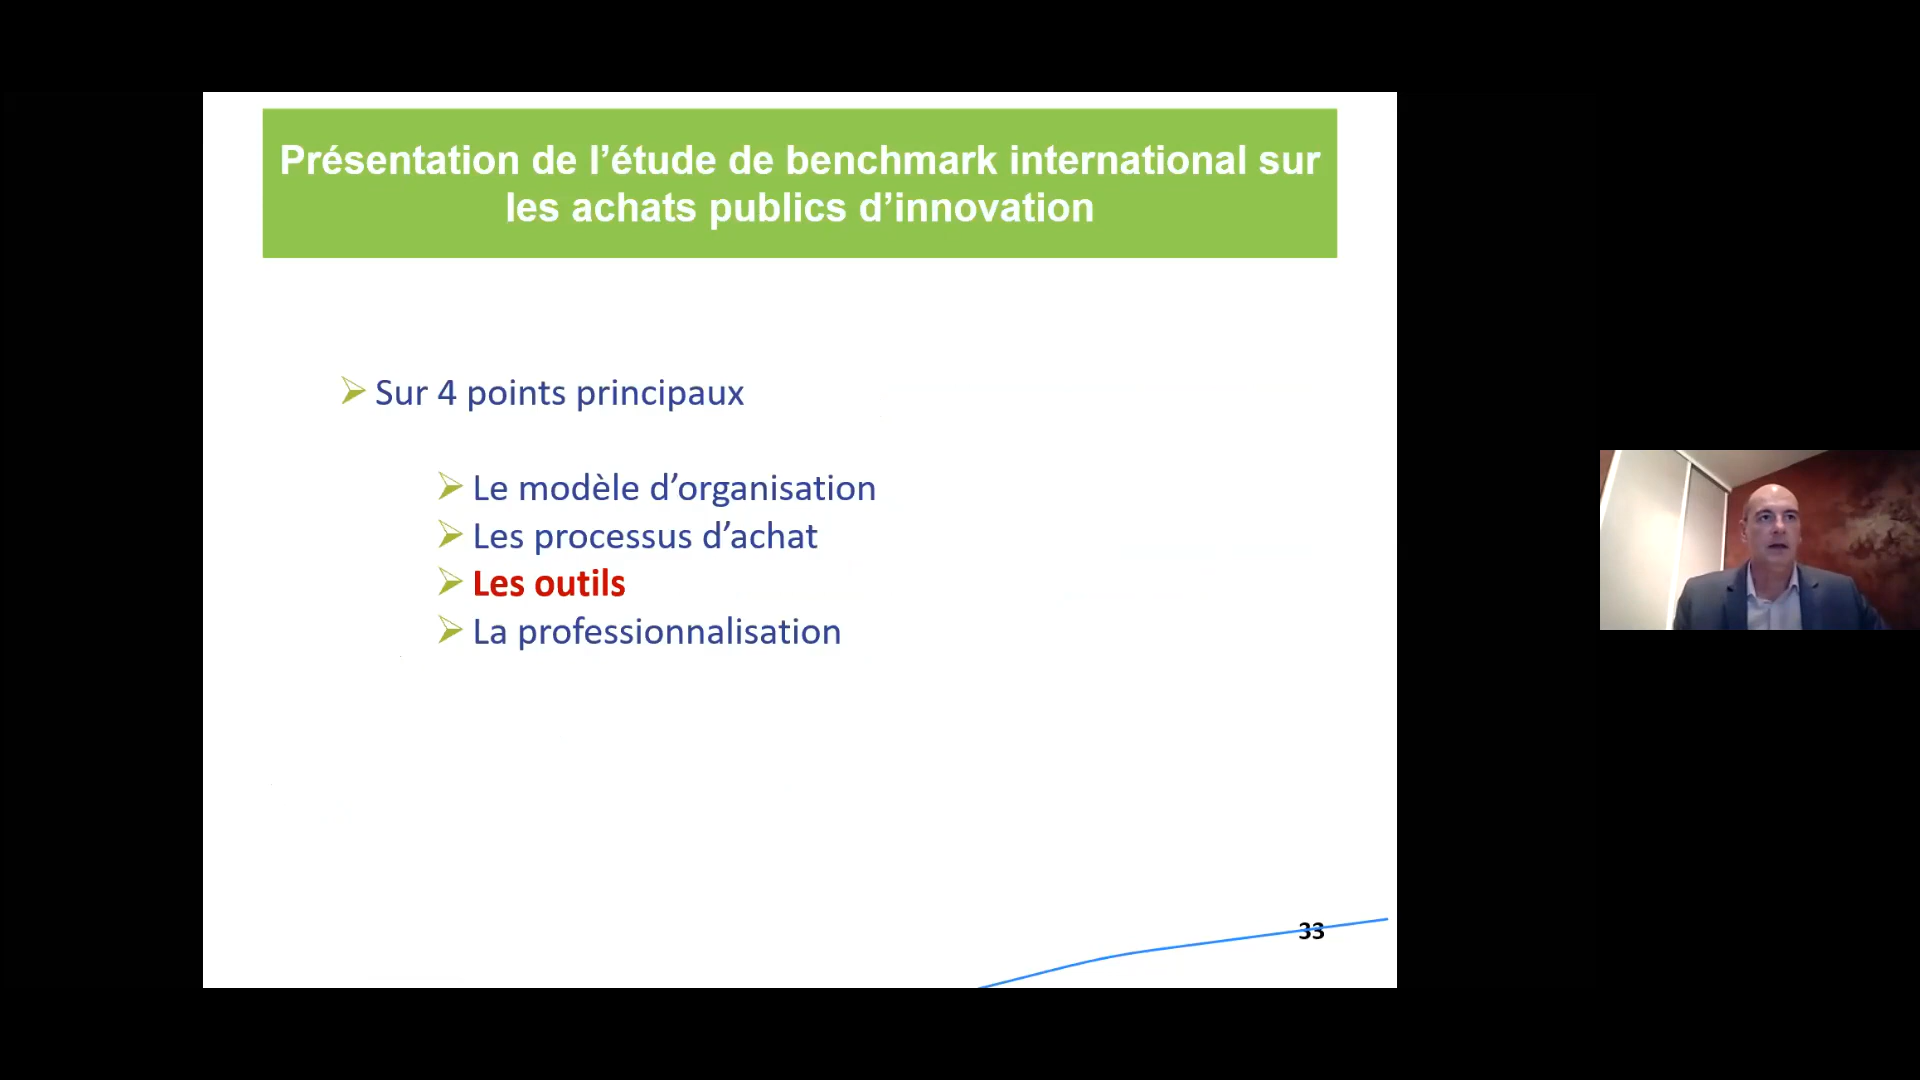 Présentation de l’étude de benchmark international sur
les achats publics d’innovation
Sur 4 points principaux
Le modèle d’organisation
Les processus d’achat
Les outils
La professionnalisation
33